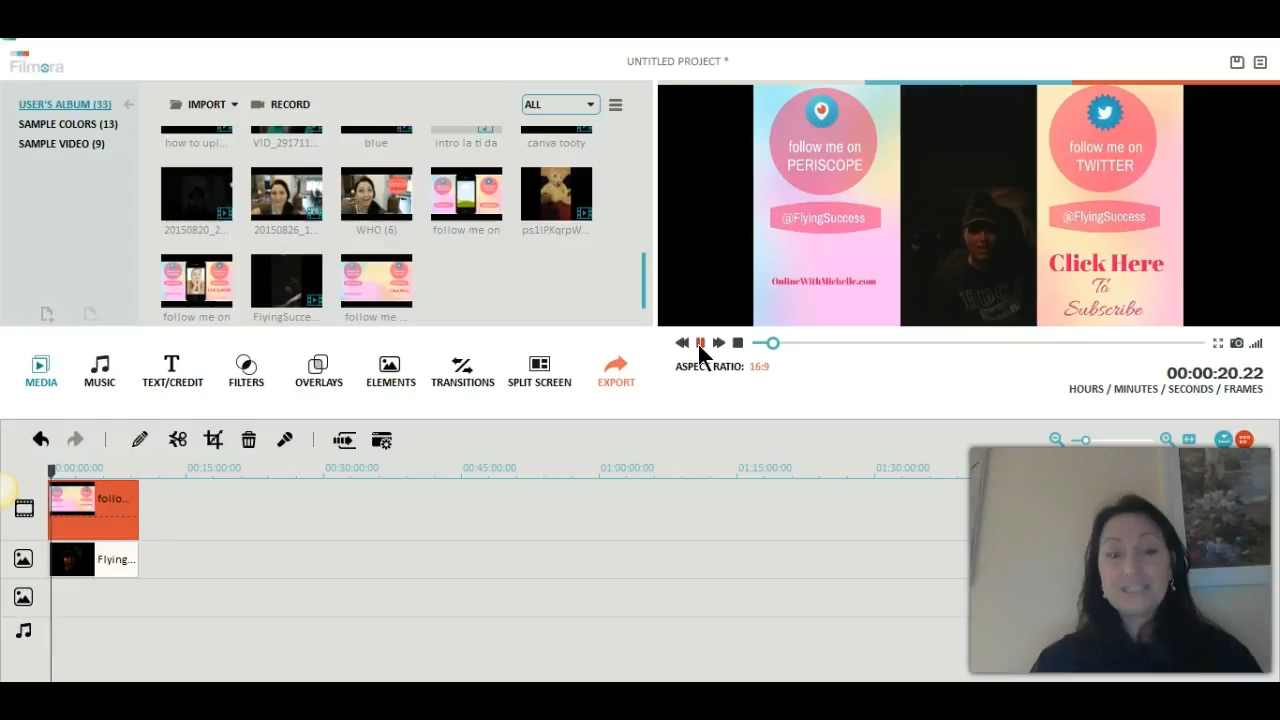 Filmora
UNTITLED PROJECT *
USER'S ALBUM (33)
SAMPLE COLORS (13)
SAMPLE VIDEO (9)
IMPORT
RECORD
ALL
how to upl...
VID_291711...
blue
intro la ti da
canva tooty
20150820_2...
20150826_1...
WHO (6)
follow me on
ps1lPKqrpW...
follow me on
FlyingSucce...
follow me ...
follow me on
PERISCOPE
@FlyingSuccess
OnlineWithMichelle.com
follow me on
TWITTER
@FlyingSuccess
Click Here
To
Subscribe
ASPECT RATIO: 16:9
00:00:20.22
HOURS / MINUTES / SECONDS / FRAMES
MEDIA
MUSIC
TEXT/CREDIT
FILTERS
OVERLAYS
ELEMENTS
TRANSITIONS
SPLIT SCREEN
EXPORT
00:00:00:00
00:15:00:00
00:30:00:00
00:45:00:00
01:00:00:00
01:15:00:00
01:30:00:00
follo...
Flying...